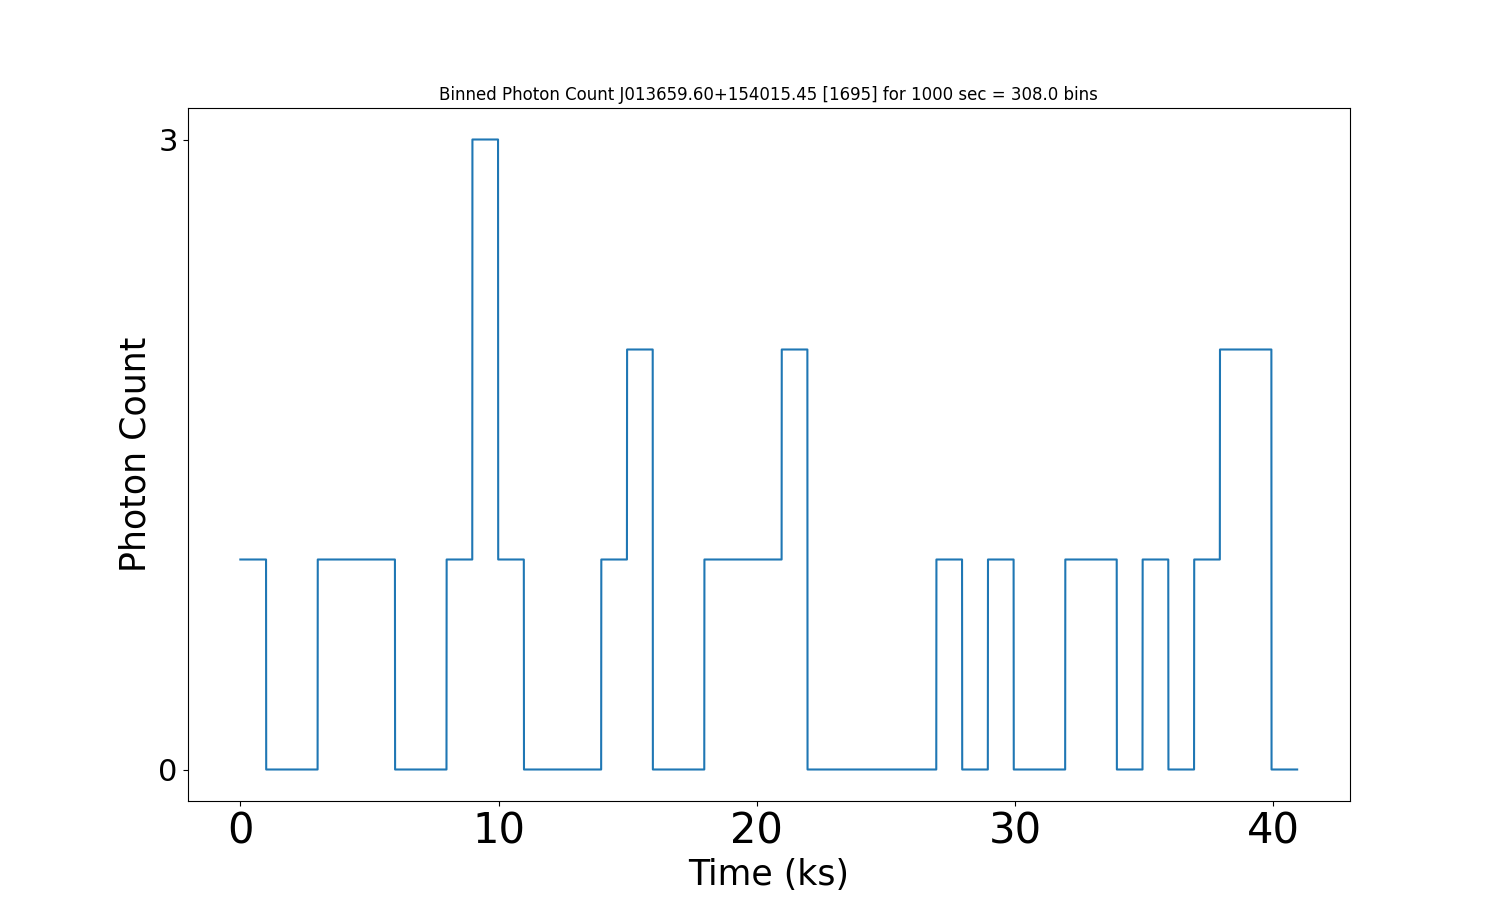 Binned Photon Count J013659.60+154015.45 [1695] for 1000 sec = 308.0 bins
3
Photon Count
0
0 10 20 30 40
Time (ks)